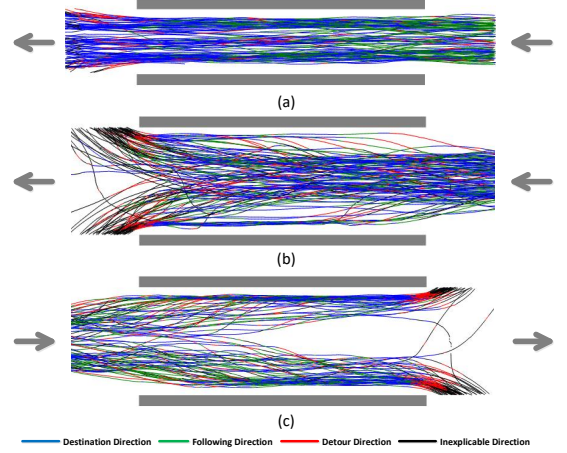 (a)
(b)
(c)
Destination Direction Following Direction Detour Direction Inexplicable Direction